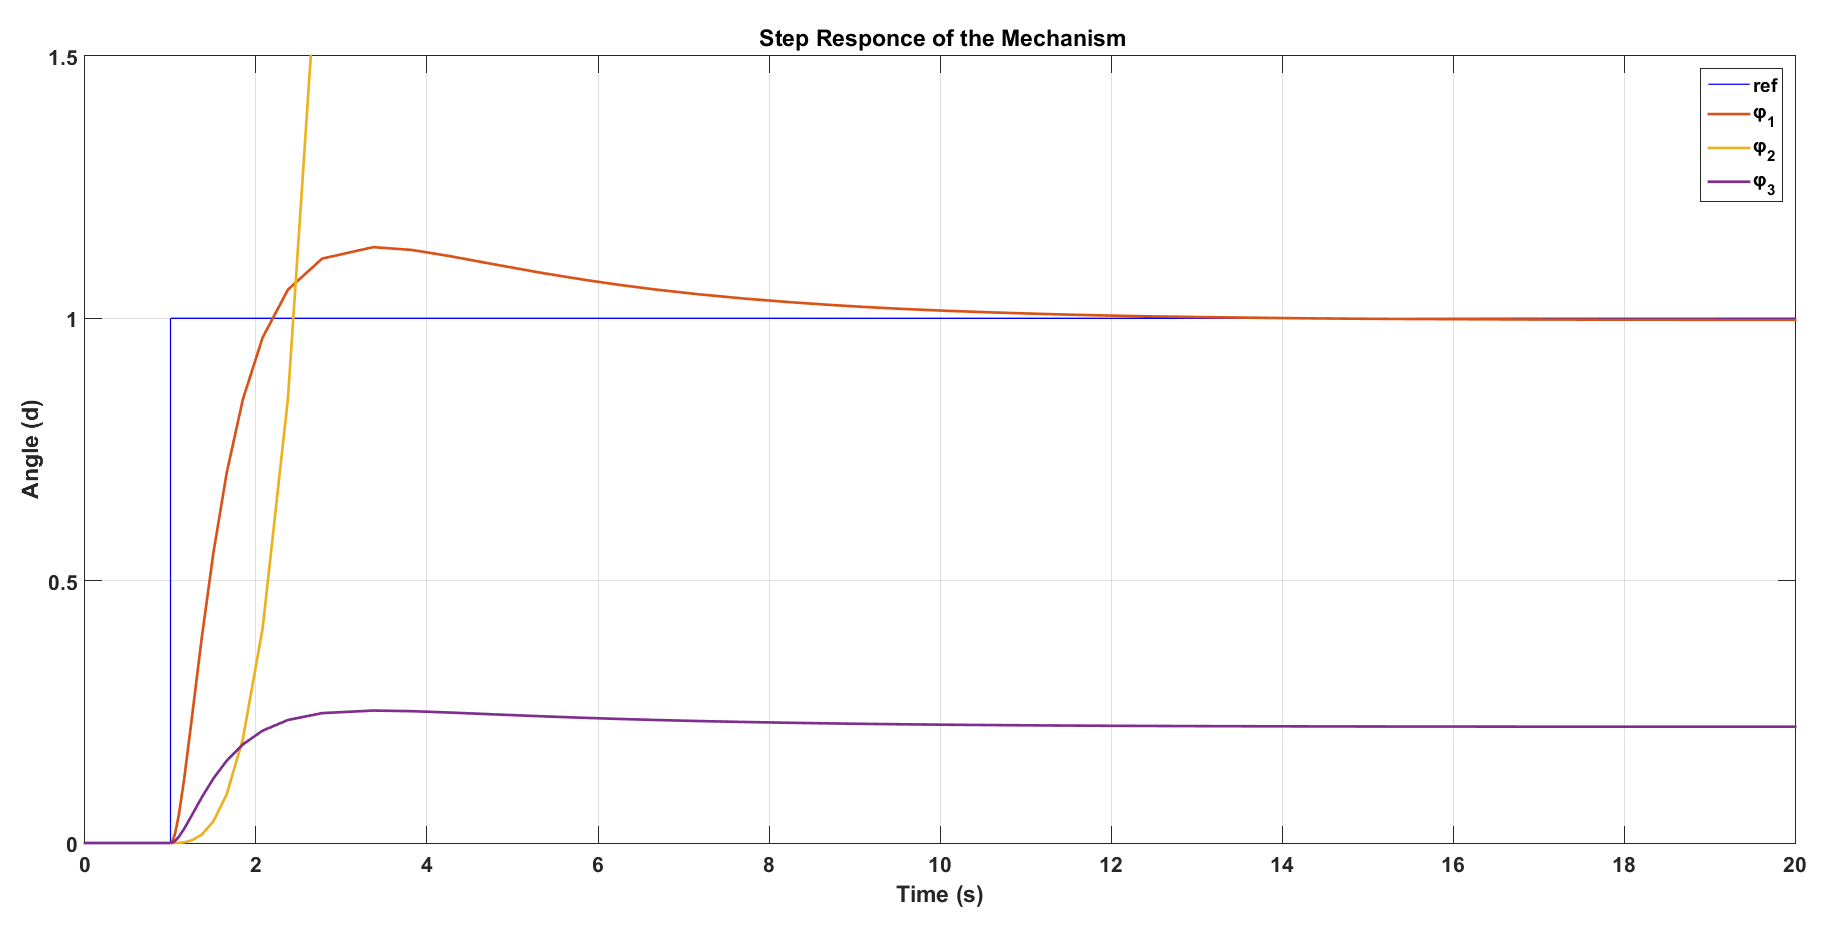 Step Responce of the Mechanism
1.5
1
0.5
0
Angle (d)
ref
φ1
φ2
φ3
0 2 4 6 8 10 12 14 16 18 20
Time (s)